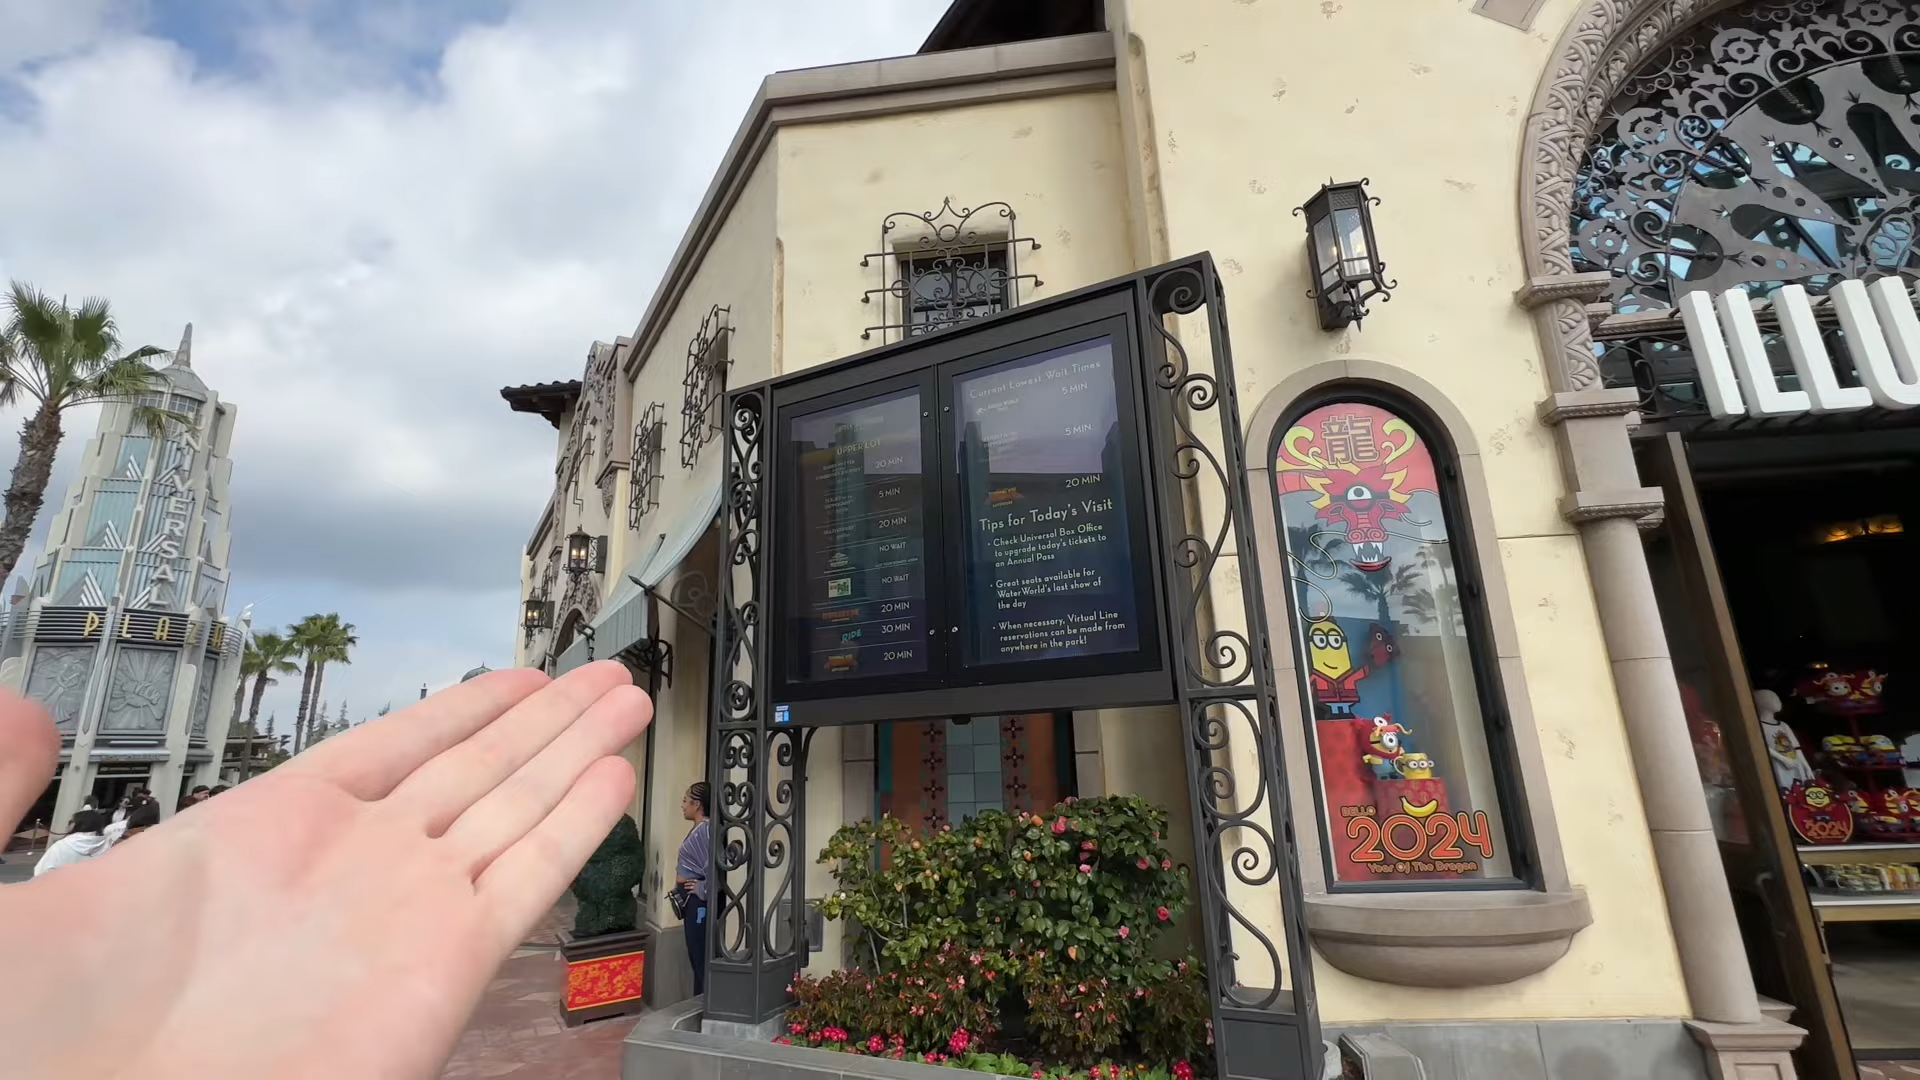 UNIVERSAL
PLAZA
UPPER LOT
20 MIN
5 MIN
20 MIN
NO WAIT
NO WAIT
20 MIN
RIDE
30 MIN
20 MIN
Current Lowest Wait Times
5 MIN
5 MIN
20 MIN
Tips for Today's Visit
• Check Universal Box Office
to upgrade today's tickets to
an Annual Pass
• Great seats available for
WaterWorld's last show of
the day
• When necessary, Virtual Line
reservations can be made from
anywhere in the park!
龍
BELLO
2024
Year Of The Dragon
ILLU
2024